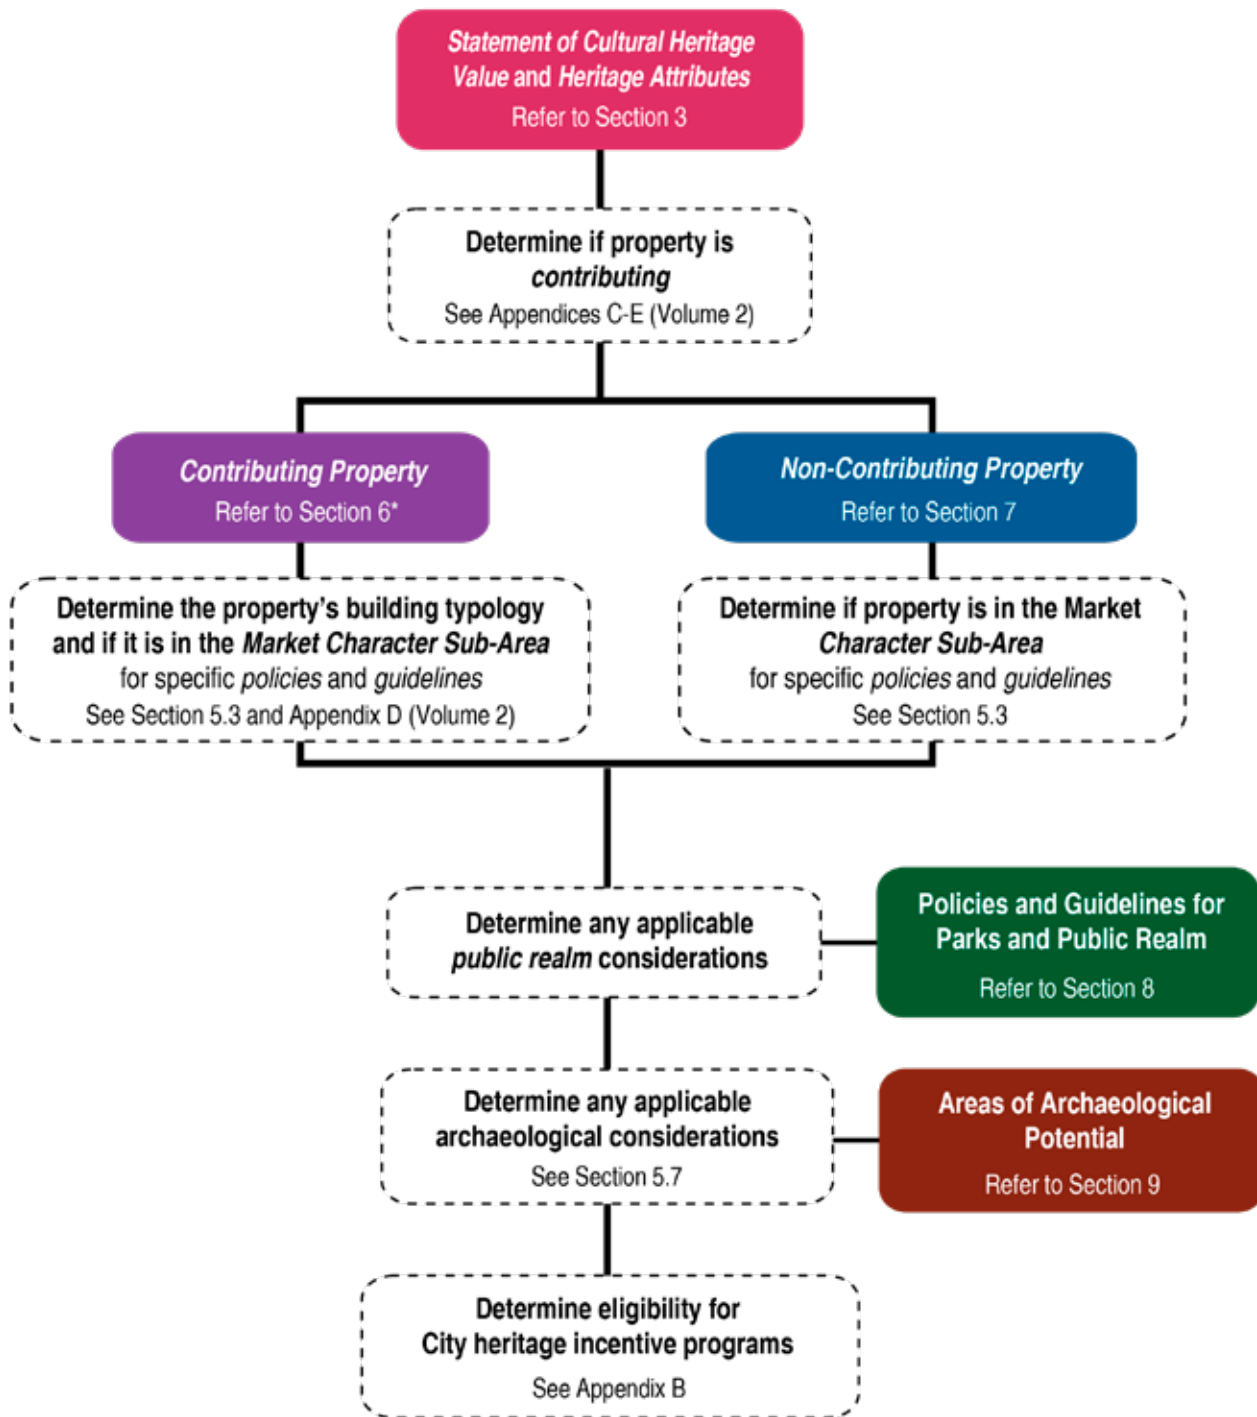 Statement of Cultural Heritage
Value and Heritage Attributes
Refer to Section 3
Determine if property is
contributing
See Appendices C-E (Volume 2)
Contributing Property
Refer to Section 6*
Non-Contributing Property
Refer to Section 7
Determine the property's building typology
and if it is in the Market Character Sub-Area
for specific policies and guidelines
See Section 5.3 and Appendix D (Volume 2)
Determine if property is in the Market
Character Sub-Area
for specific policies and guidelines
See Section 5.3
Determine any applicable
public realm considerations
Policies and Guidelines for
Parks and Public Realm
Refer to Section 8
Determine any applicable
archaeological considerations
See Section 5.7
Areas of Archaeological
Potential
Refer to Section 9
Determine eligibility for
City heritage incentive programs
See Appendix B